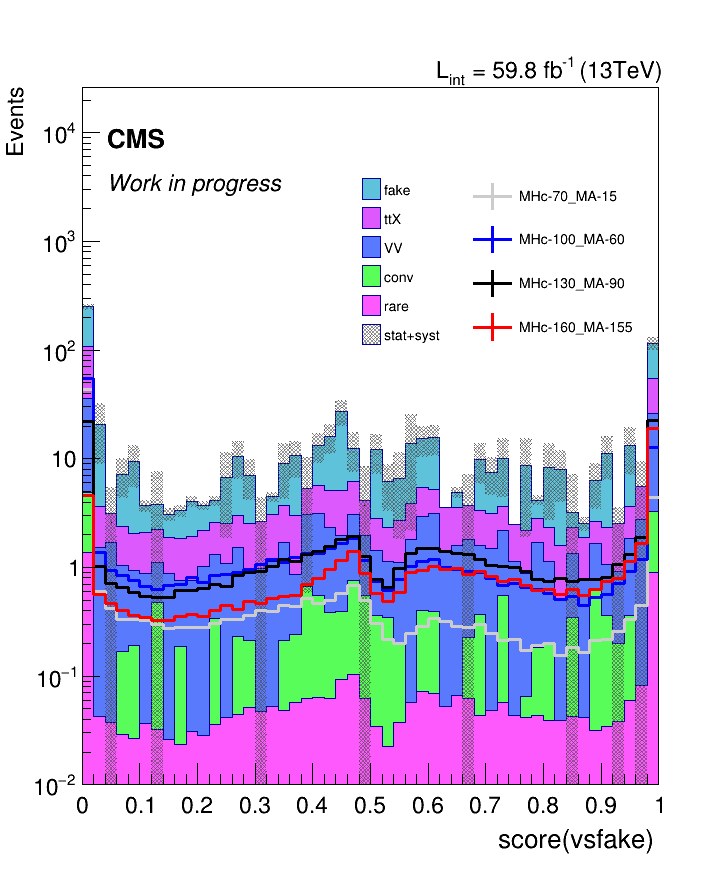 L_int = 59.8 fb^-1 (13TeV)
Events
CMS
Work in progress
fake
ttX
VV
conv
rare
stat+syst
MHc-70_MA-15
MHc-100_MA-60
MHc-130_MA-90
MHc-160_MA-155
10^4
10^3
10^2
10
1
10^−1
10^−2
0 0.1 0.2 0.3 0.4 0.5 0.6 0.7 0.8 0.9 1
score(vsfake)